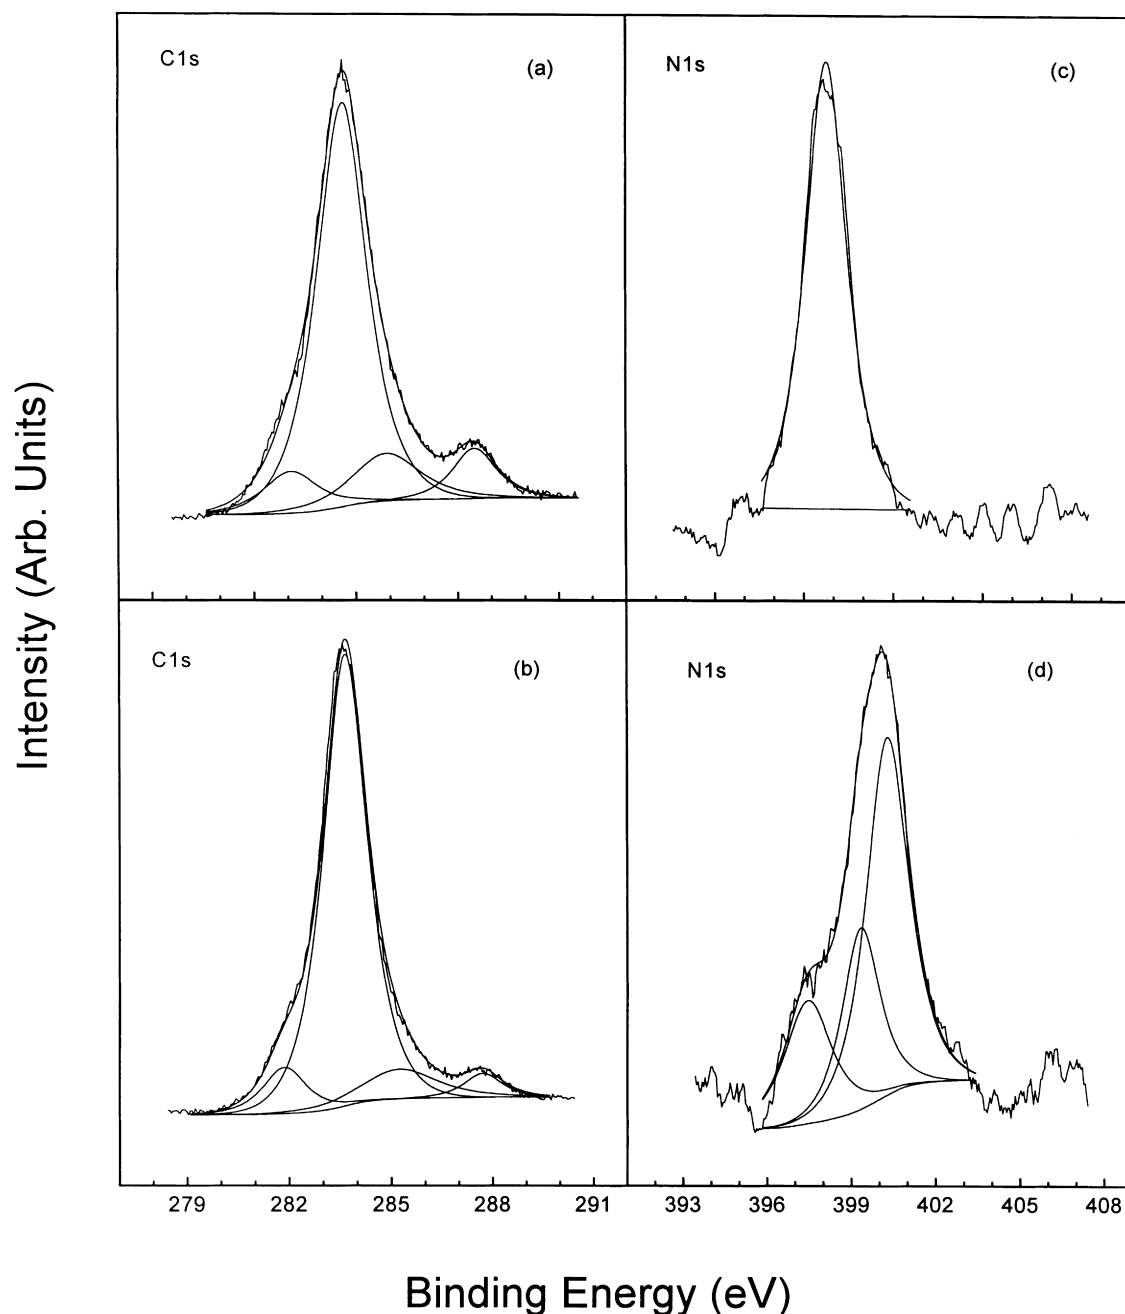 C1s
(a)
N1s
(c)
C1s
(b)
N1s
(d)
Intensity (Arb. Units)
279 282 285 288 291 393 396 399 402 405 408
Binding Energy (eV)